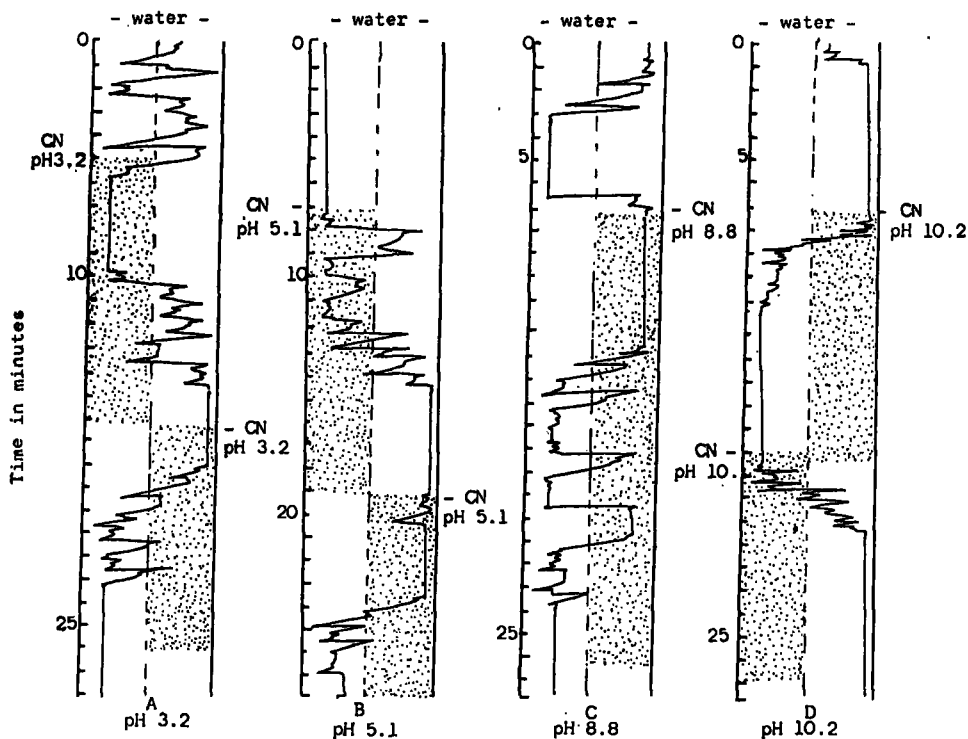 - water -
- water -
- water -
- water -
0
CN
pH3.2
10
- CN
pH 3.2
25
Time in minutes
A
pH 3.2
0
- CN
pH 5.1
10
20
- CN
pH 5.1
B
pH 5.1
0
5
- CN
pH 8.8
25
C
pH 8.8
0
5
- CN
pH 10.2
CN -
pH 10.
25
D
pH 10.2